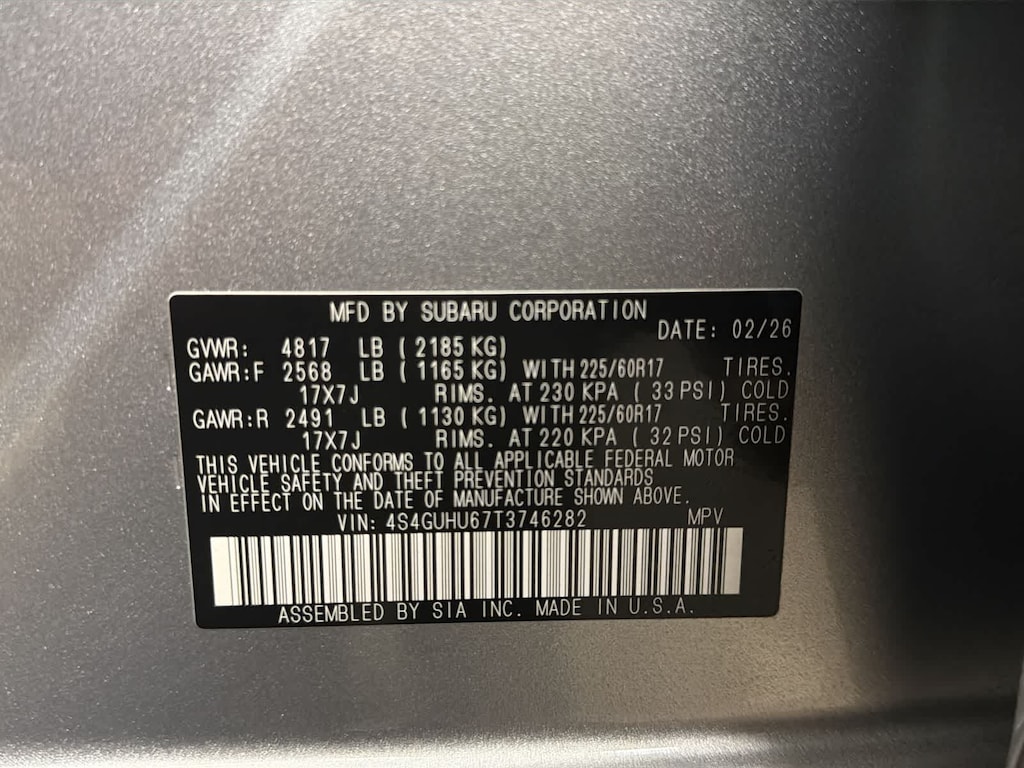 MFD BY SUBARU CORPORATION
DATE: 02/26
GVWR: 4817 LB ( 2185 KG)
GAWR:F 2568 LB ( 1165 KG) WITH 225/60R17 TIRES.
17X7J RIMS. AT 230 KPA ( 33 PSI) COLD
GAWR:R 2491 LB ( 1130 KG) WITH 225/60R17 TIRES.
17X7J RIMS. AT 220 KPA ( 32 PSI) COLD
THIS VEHICLE CONFORMS TO ALL APPLICABLE FEDERAL MOTOR
VEHICLE SAFETY AND THEFT PREVENTION STANDARDS
IN EFFECT ON THE DATE OF MANUFACTURE SHOWN ABOVE.
VIN: 4S4GUHU67T3746282 MPV
ASSEMBLED BY SIA INC. MADE IN U.S.A.